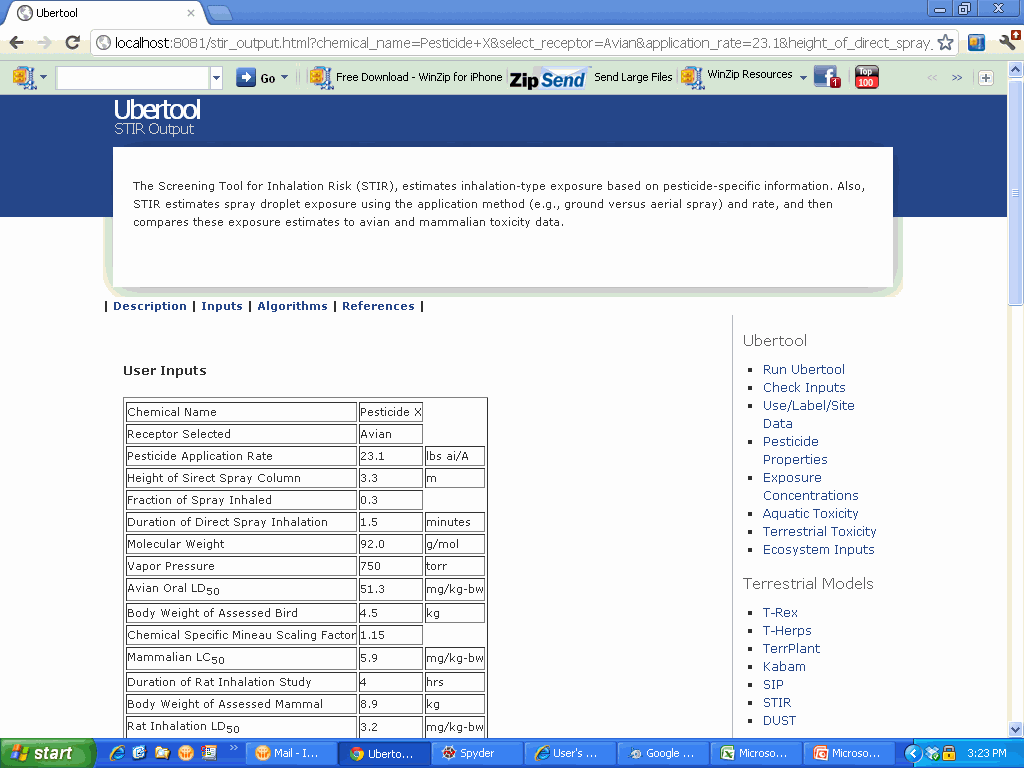 Ubertool
localhost:8081/stir_output.html?chemical_name=Pesticide+X&select_receptor=Avian&application_rate=23.1&height_of_direct_spray_
Go
Free Download - WinZip for iPhone
ZipSend
Send Large Files
WinZip Resources
1
Top 100
Ubertool
STIR Output
The Screening Tool for Inhalation Risk (STIR), estimates inhalation-type exposure based on pesticide-specific information. Also,
STIR estimates spray droplet exposure using the application method (e.g., ground versus aerial spray) and rate, and then
compares these exposure estimates to avian and mammalian toxicity data.
| Description | Inputs | Algorithms | References |
User Inputs
Chemical Name Pesticide X
Receptor Selected Avian
Pesticide Application Rate 23.1 lbs ai/A
Height of Sirect Spray Column 3.3 m
Fraction of Spray Inhaled 0.3
Duration of Direct Spray Inhalation 1.5 minutes
Molecular Weight 92.0 g/mol
Vapor Pressure 750 torr
Avian Oral LD50 51.3 mg/kg-bw
Body Weight of Assessed Bird 4.5 kg
Chemical Specific Mineau Scaling Factor 1.15
Mammalian LC50 5.9 mg/kg-bw
Duration of Rat Inhalation Study 4 hrs
Body Weight of Assessed Mammal 8.9 kg
Rat Inhalation LD50 3.2 mg/kg-bw
Ubertool
Run Ubertool
Check Inputs
Use/Label/Site
Data
Pesticide
Properties
Exposure
Concentrations
Aquatic Toxicity
Terrestrial Toxicity
Ecosystem Inputs
Terrestrial Models
T-Rex
T-Herps
TerrPlant
Kabam
SIP
STIR
DUST
start
Mail - I...
Uberto...
Spyder
User's ...
Google ...
Microso...
Microso...
3:23 PM